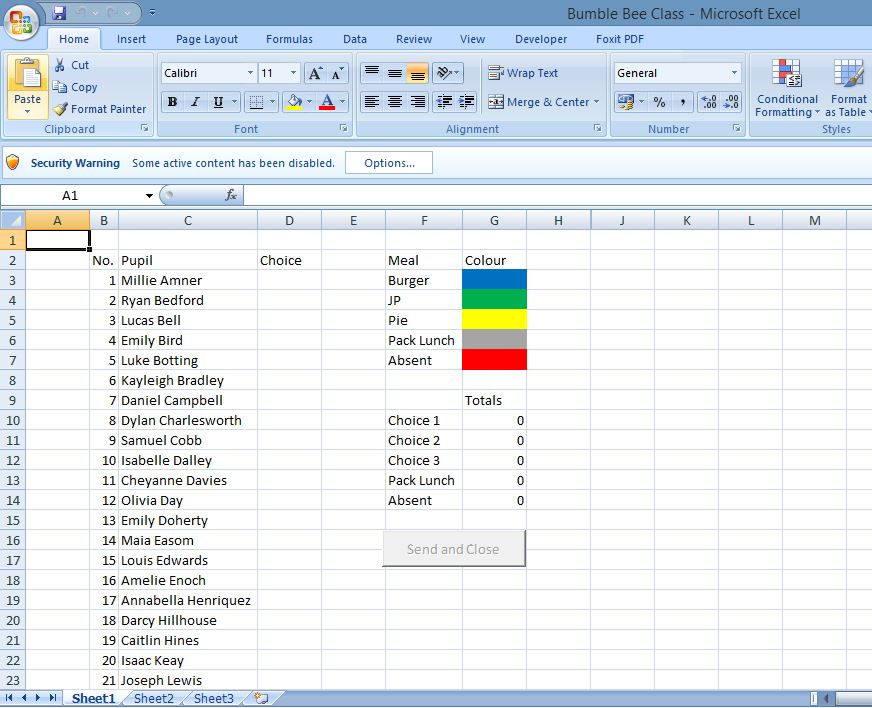 Bumble Bee Class - Microsoft Excel
Home Insert Page Layout Formulas Data Review View Developer Foxit PDF
Paste
Cut
Copy
Format Painter
Clipboard
Calibri 11 A A
B I U A
Font
Wrap Text
Merge & Center
Alignment
General
% , .00 .0
Number
Conditional Formatting
Format as Table
Styles
Security Warning Some active content has been disabled. Options...
A1 fx
A B C D E F G H J K L M
1
2 No. Pupil Choice Meal Colour
3 1 Millie Amner Burger
4 2 Ryan Bedford JP
5 3 Lucas Bell Pie
6 4 Emily Bird Pack Lunch
7 5 Luke Botting Absent
8 6 Kayleigh Bradley
9 7 Daniel Campbell Totals
10 8 Dylan Charlesworth Choice 1 0
11 9 Samuel Cobb Choice 2 0
12 10 Isabelle Dalley Choice 3 0
13 11 Cheyanne Davies Pack Lunch 0
14 12 Olivia Day Absent 0
15 13 Emily Doherty
16 14 Maia Easom
Send and Close
17 15 Louis Edwards
18 16 Amelie Enoch
19 17 Annabella Henriquez
20 18 Darcy Hillhouse
21 19 Caitlin Hines
22 20 Isaac Keay
23 21 Joseph Lewis
Sheet1 Sheet2 Sheet3